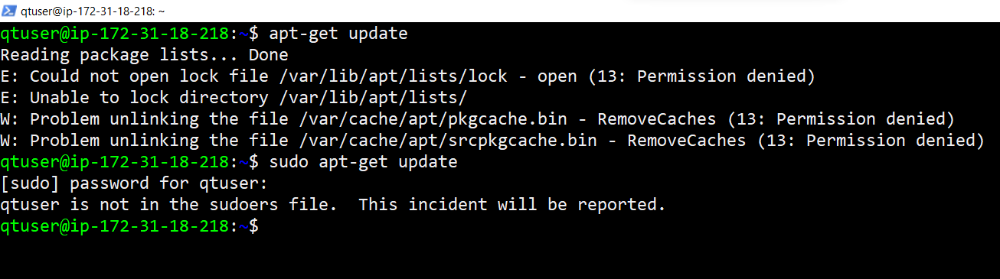 qtuser@ip-172-31-18-218: ~
qtuser@ip-172-31-18-218:~$ apt-get update
Reading package lists... Done
E: Could not open lock file /var/lib/apt/lists/lock - open (13: Permission denied)
E: Unable to lock directory /var/lib/apt/lists/
W: Problem unlinking the file /var/cache/apt/pkgcache.bin - RemoveCaches (13: Permission denied)
W: Problem unlinking the file /var/cache/apt/srcpkgcache.bin - RemoveCaches (13: Permission denied)
qtuser@ip-172-31-18-218:~$ sudo apt-get update
[sudo] password for qtuser:
qtuser is not in the sudoers file.  This incident will be reported.
qtuser@ip-172-31-18-218:~$